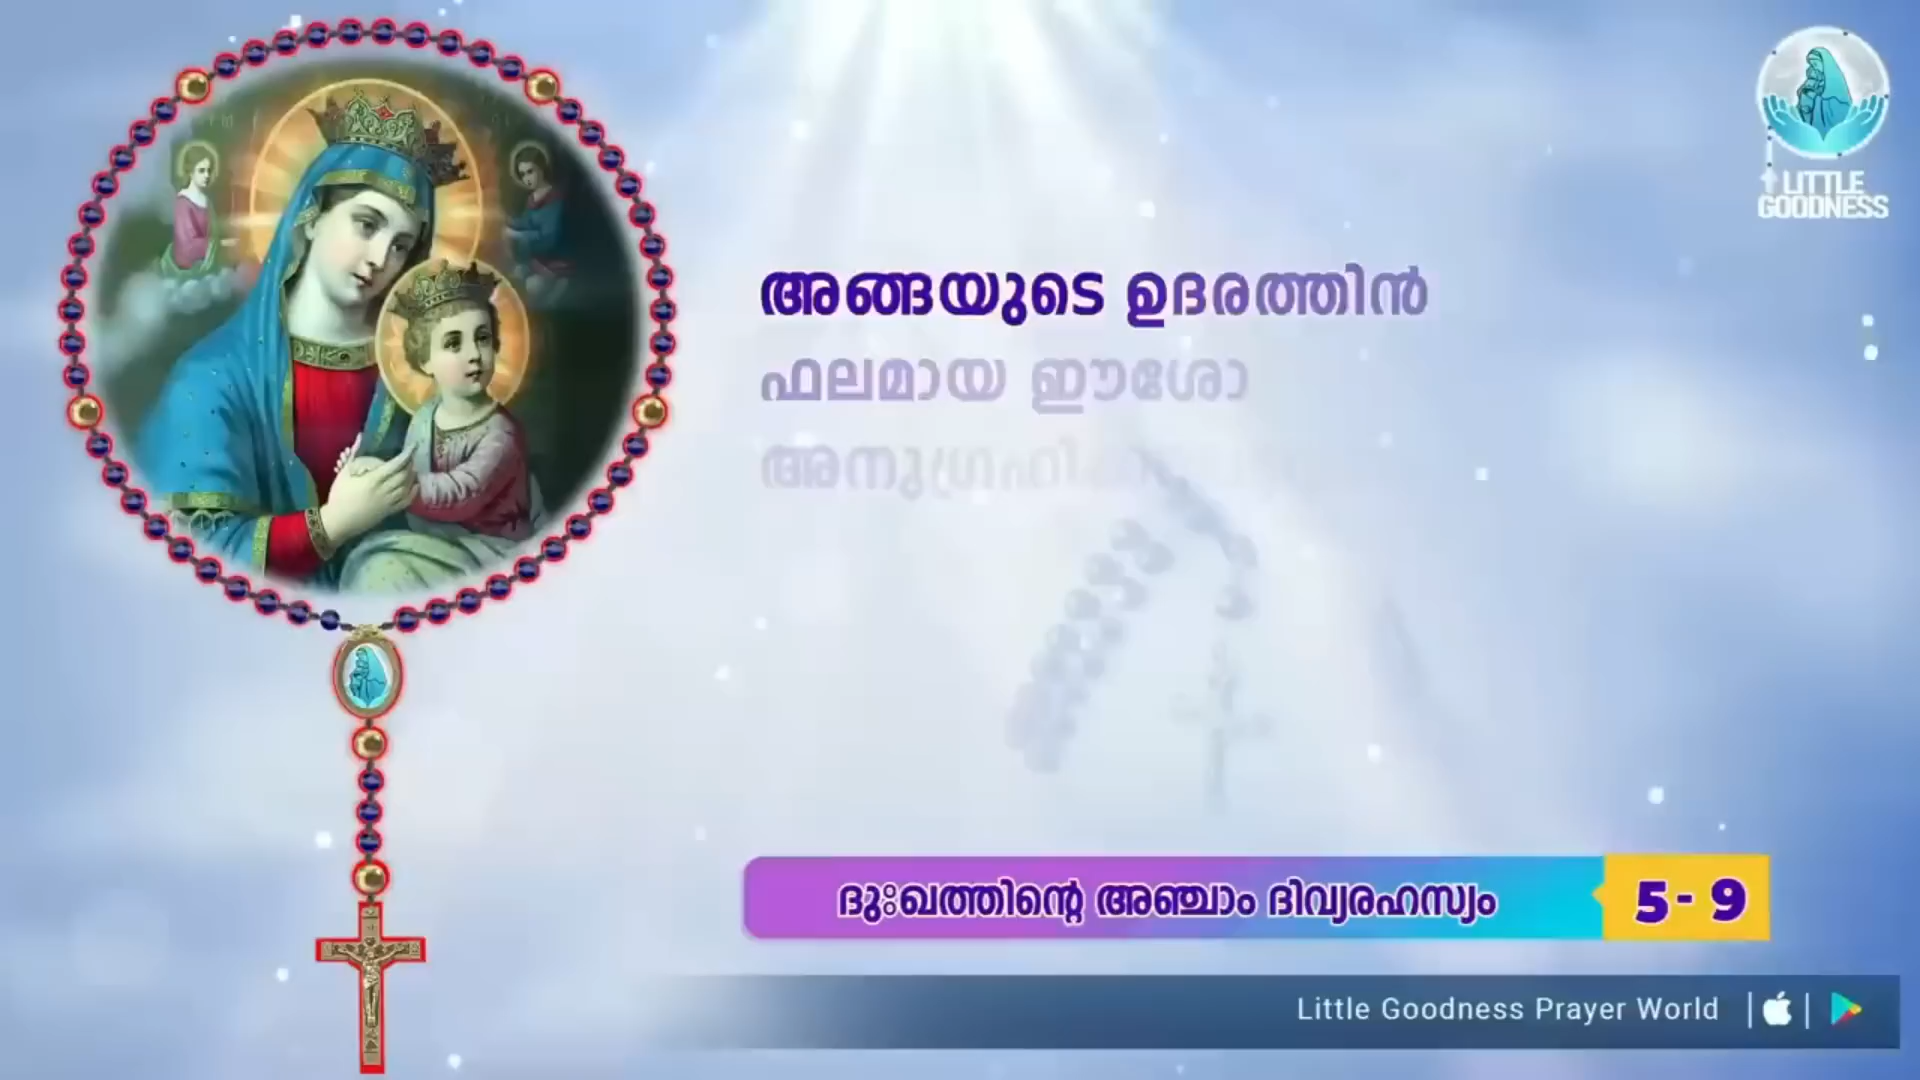 LITTLE
GOODNESS
അങ്ങയുടെ ഉദരത്തിൻ
ഫലമായ ഈശോ
ദുഃഖത്തിന്റെ അഞ്ചാം ദിവ്യരഹസ്യം
5 - 9
Little Goodness Prayer World